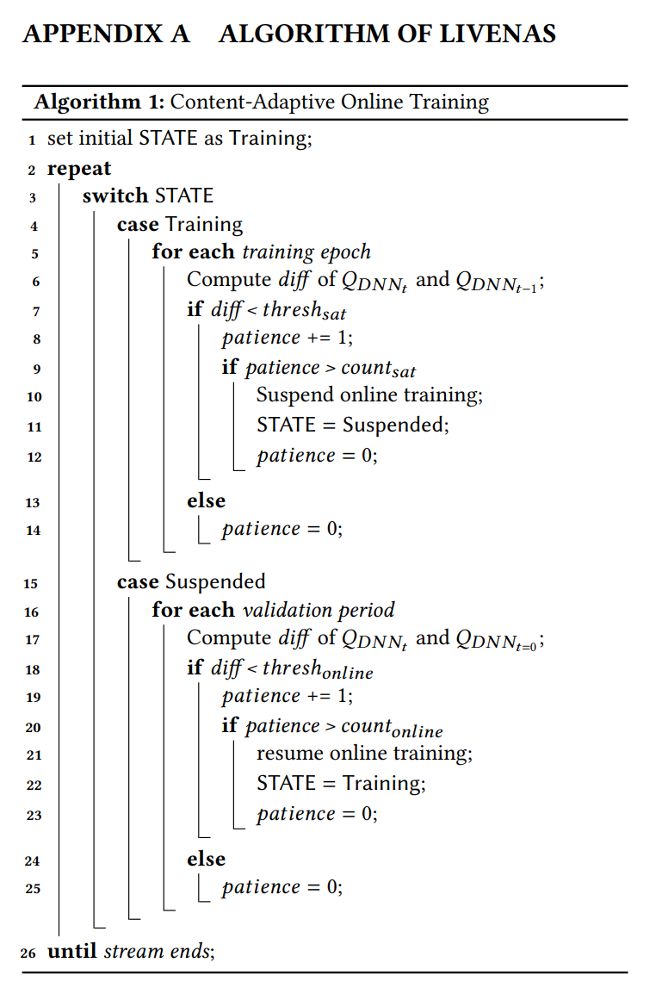 APPENDIX A ALGORITHM OF LIVENAS
Algorithm 1: Content-Adaptive Online Training
1 set initial STATE as Training;
2 repeat
3 switch STATE
4 case Training
5 for each training epoch
6 Compute diff of Q_{DNN_t} and Q_{DNN_{t−1}};
7 if diff < thresh_{sat}
8 patience += 1;
9 if patience > count_{sat}
10 Suspend online training;
11 STATE = Suspended;
12 patience = 0;
13 else
14 patience = 0;
15 case Suspended
16 for each validation period
17 Compute diff of Q_{DNN_t} and Q_{DNN_{t=0}};
18 if diff < thresh_{online}
19 patience += 1;
20 if patience > count_{online}
21 resume online training;
22 STATE = Training;
23 patience = 0;
24 else
25 patience = 0;
26 until stream ends;